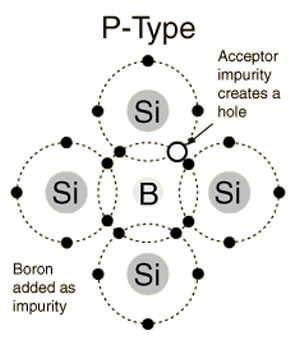 P-Type
Acceptor
impurity
creates a
hole
Si
Si
B
Si
Si
Boron
added as
impurity